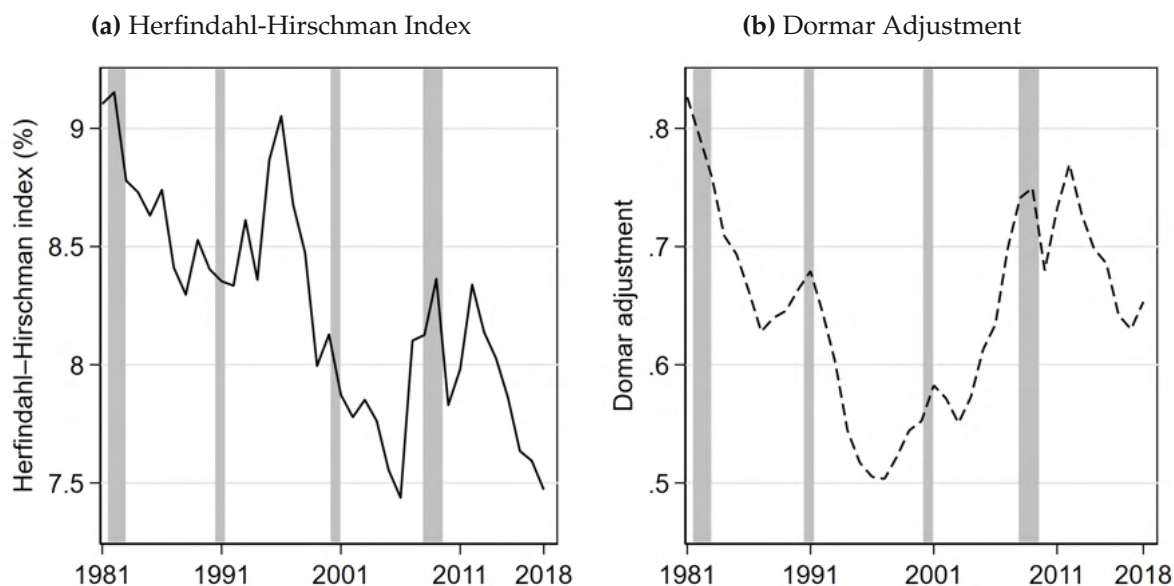 (a) Herfindahl-Hirschman Index
Herfindahl–Hirschman index (%)
9
8.5
8
7.5
1981 1991 2001 2011 2018
(b) Dormar Adjustment
Domar adjustment
.8
.7
.6
.5
1981 1991 2001 2011 2018